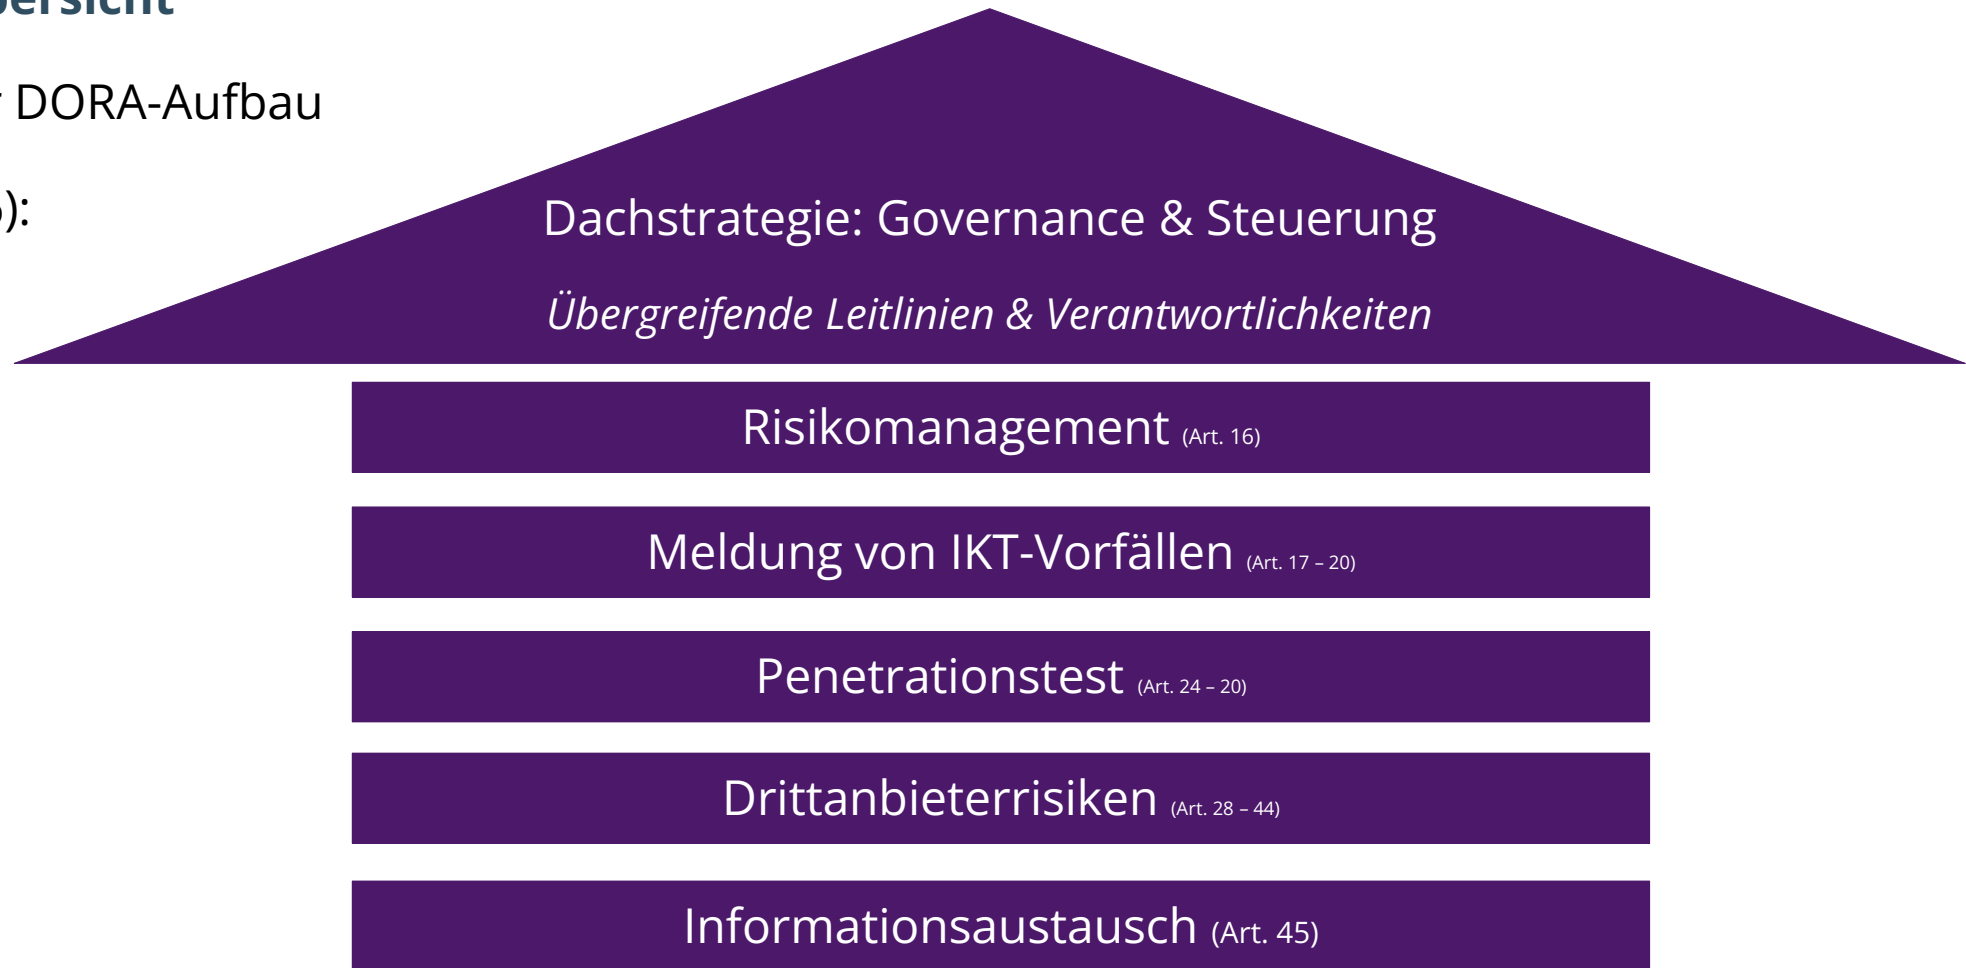 bersicht
r DORA-Aufbau
):
Dachstrategie: Governance & Steuerung
Übergreifende Leitlinien & Verantwortlichkeiten
Risikomanagement (Art. 16)
Meldung von IKT-Vorfällen (Art. 17 – 20)
Penetrationstest (Art. 24 – 20)
Drittanbieterrisiken (Art. 28 – 44)
Informationsaustausch (Art. 45)